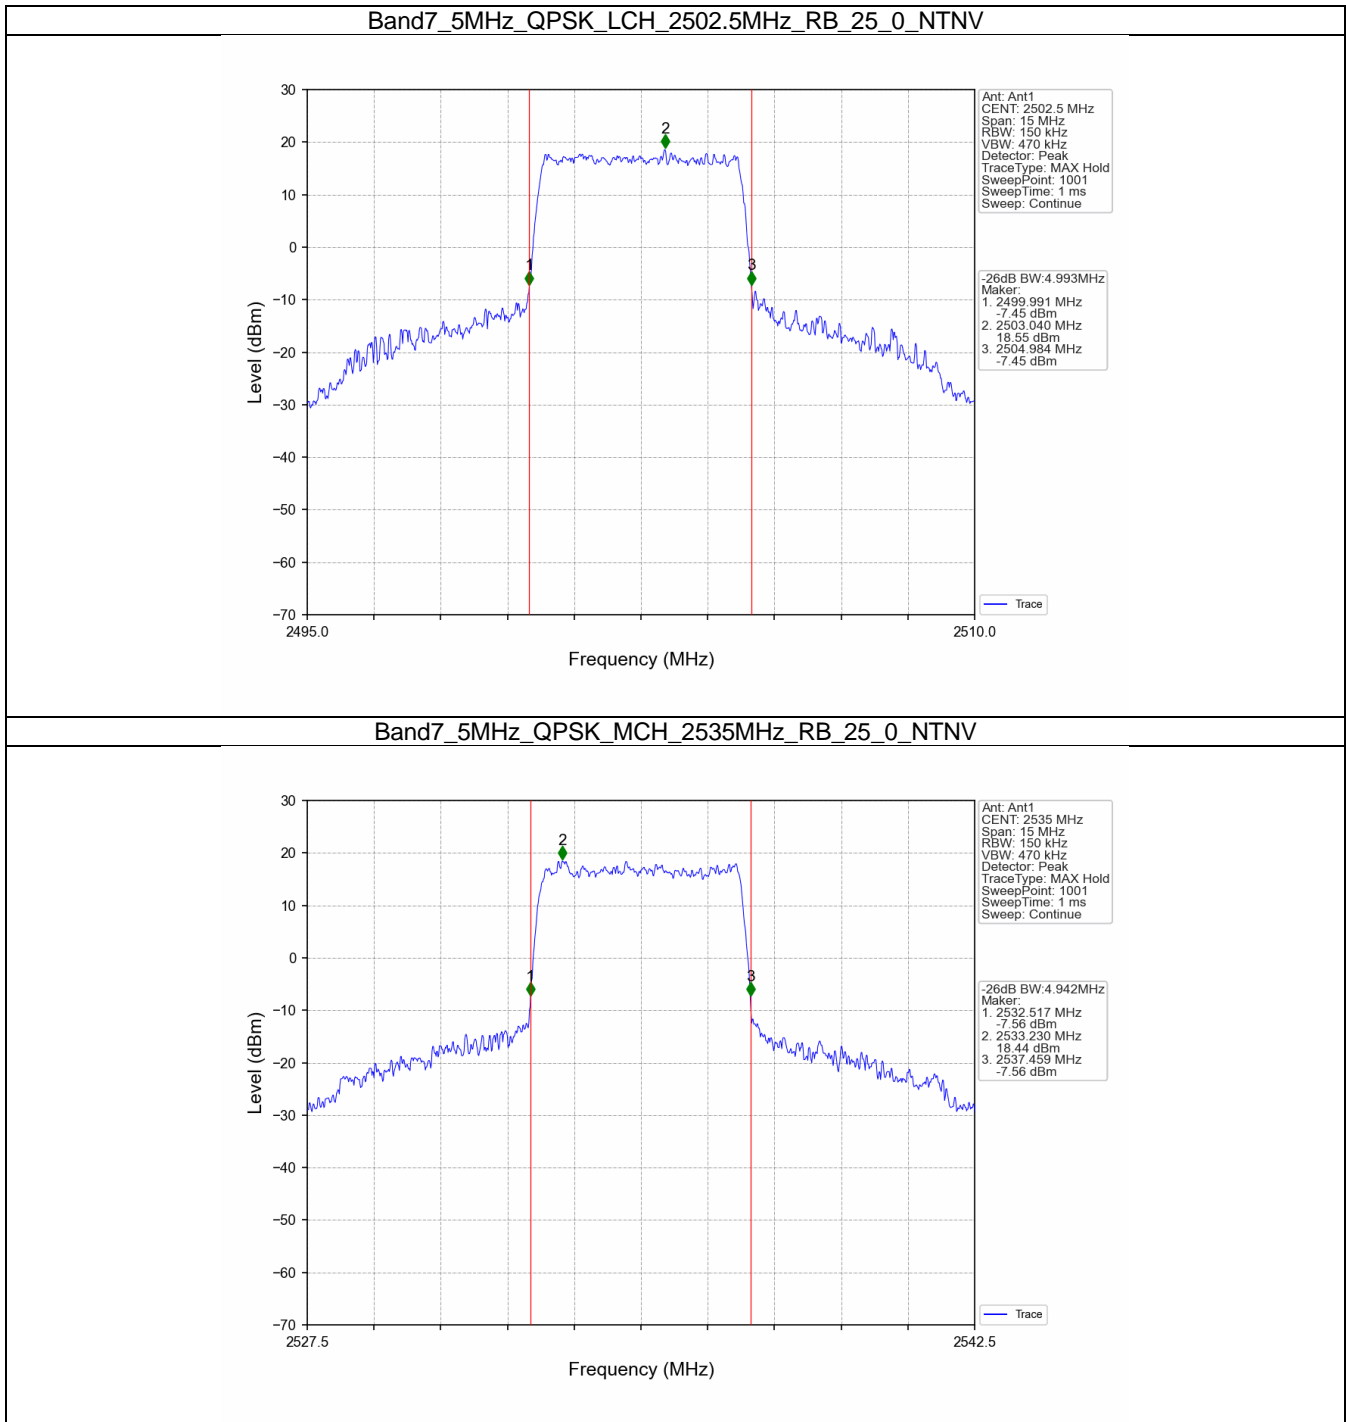 Band7_5MHz_QPSK_LCH_2502.5MHz_RB_25_0_NTNV
30
20
10
0
−10
−20
−30
−40
−50
−60
−70
Level (dBm)
1
2
3
2495.0
2510.0
Frequency (MHz)
Ant: Ant1
CENT: 2502.5 MHz
Span: 15 MHz
RBW: 150 kHz
VBW: 470 kHz
Detector: Peak
TraceType: MAX Hold
SweepPoint: 1001
SweepTime: 1 ms
Sweep: Continue
-26dB BW:4.993MHz
Maker:
1. 2499.991 MHz
-7.45 dBm
2. 2503.040 MHz
18.55 dBm
3. 2504.984 MHz
-7.45 dBm
Trace
Band7_5MHz_QPSK_MCH_2535MHz_RB_25_0_NTNV
30
20
10
0
−10
−20
−30
−40
−50
−60
−70
Level (dBm)
1
2
3
2527.5
2542.5
Frequency (MHz)
Ant: Ant1
CENT: 2535 MHz
Span: 15 MHz
RBW: 150 kHz
VBW: 470 kHz
Detector: Peak
TraceType: MAX Hold
SweepPoint: 1001
SweepTime: 1 ms
Sweep: Continue
-26dB BW:4.942MHz
Maker:
1. 2532.517 MHz
-7.56 dBm
2. 2533.230 MHz
18.44 dBm
3. 2537.459 MHz
-7.56 dBm
Trace